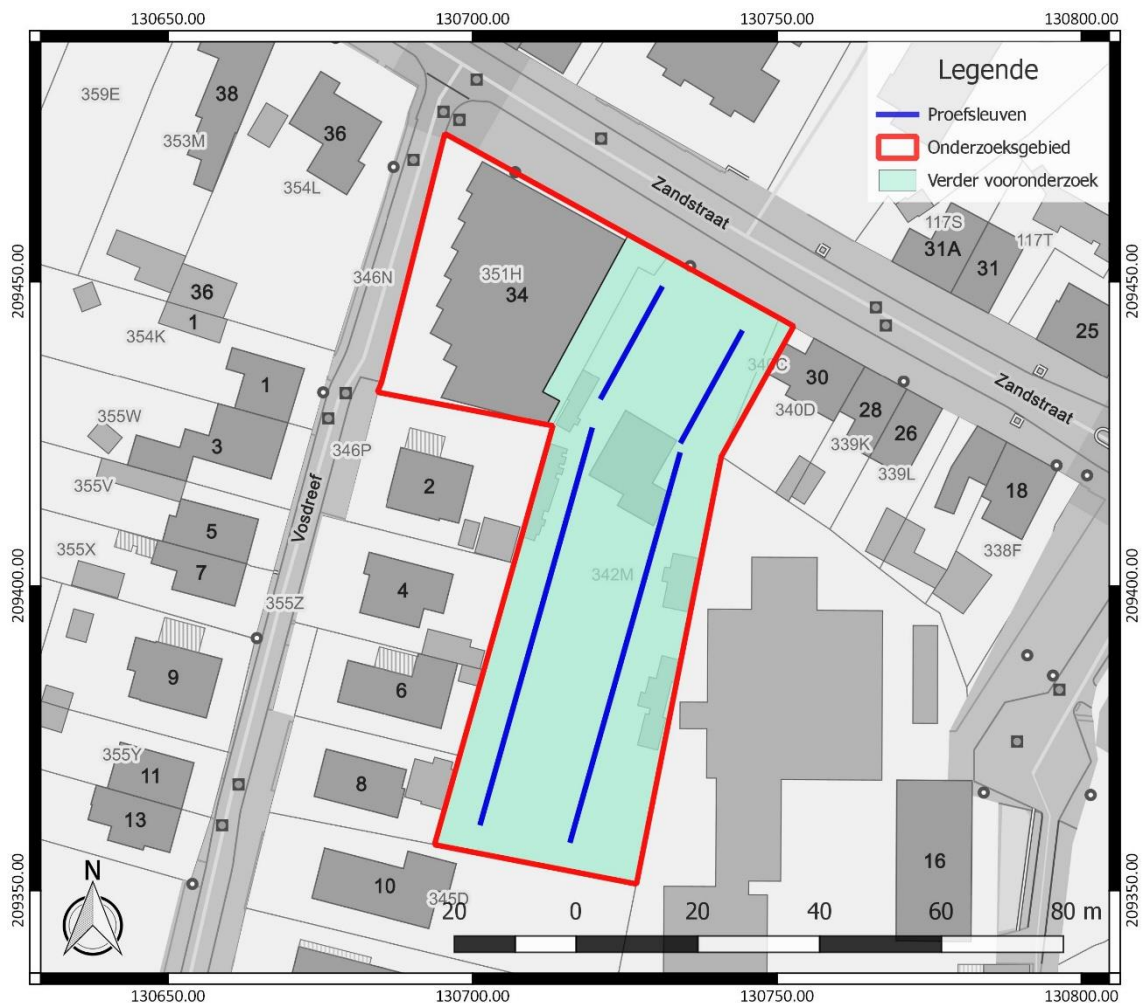 130650.00
130700.00
130750.00
130800.00
Legende
Proefsleuven
Onderzoeksgebied
Verder vooronderzoek
359E
38
353M
36
354L
Zandstraat
117S
117T
31A
31
209450.00
209450.00
346N
351H
34
36
1
354K
25
340C
30
340D
28
339K
26
339L
Zandstraat
1
355W
3
346P
355V
2
18
Vosdreef
5
338F
355X
7
342M
209400.00
209400.00
4
355Z
9
6
355Y
11
8
13
16
10
345D
209350.00
209350.00
N
20
0
20
40
60
80 m
130650.00
130700.00
130750.00
130800.00